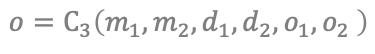 o = C₃(m₁, m₂, d₁, d₂, o₁, o₂ )